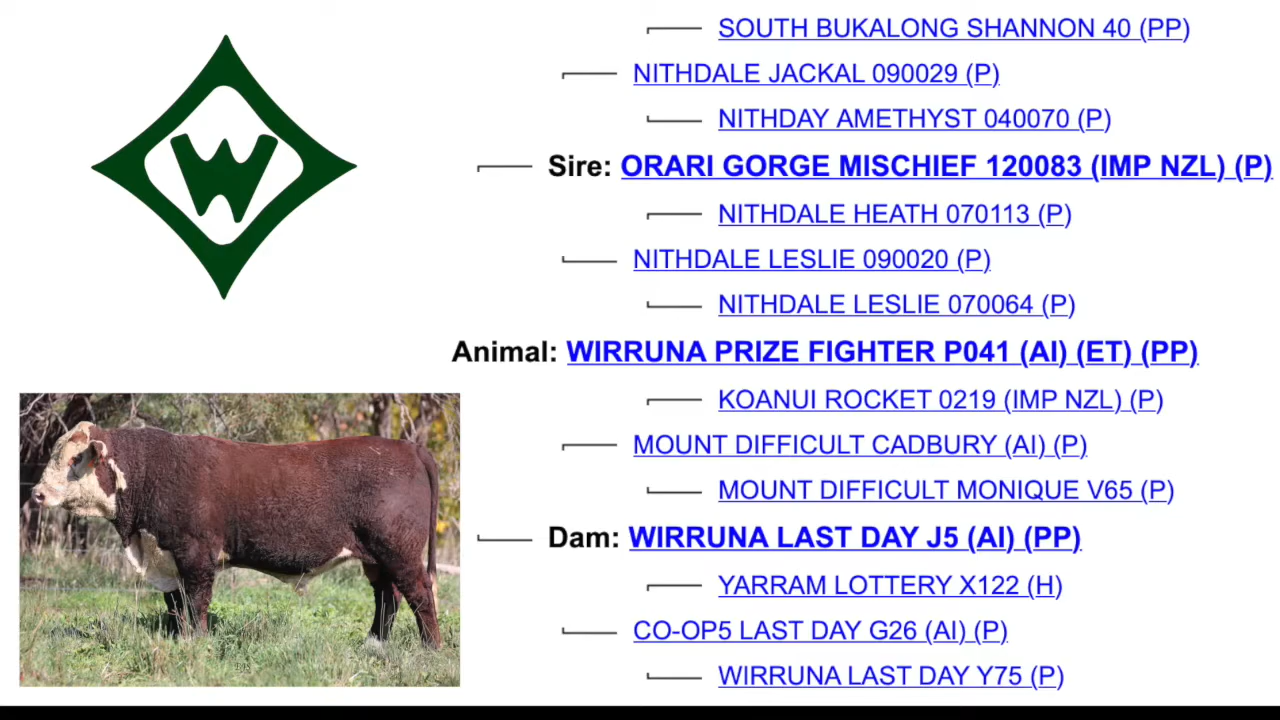 SOUTH BUKALONG SHANNON 40 (PP)
NITHDALE JACKAL 090029 (P)
NITHDAY AMETHYST 040070 (P)
W
Sire: ORARI GORGE MISCHIEF 120083 (IMP NZL) (P)
NITHDALE HEATH 070113 (P)
NITHDALE LESLIE 090020 (P)
NITHDALE LESLIE 070064 (P)
Animal: WIRRUNA PRIZE FIGHTER P041 (AI) (ET) (PP)
KOANUI ROCKET 0219 (IMP NZL) (P)
MOUNT DIFFICULT CADBURY (AI) (P)
MOUNT DIFFICULT MONIQUE V65 (P)
Dam: WIRRUNA LAST DAY J5 (AI) (PP)
YARRAM LOTTERY X122 (H)
CO-OP5 LAST DAY G26 (AI) (P)
WIRRUNA LAST DAY Y75 (P)